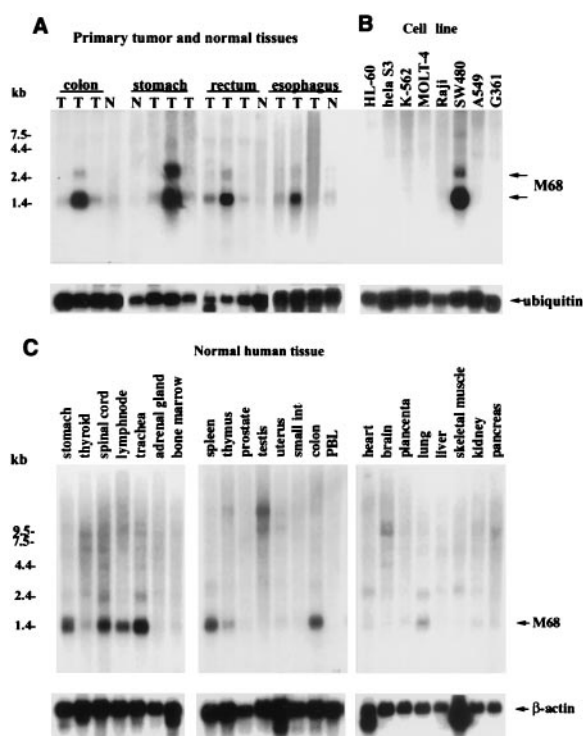 A
Primary tumor and normal tissues
B
Cell line
kb
colon stomach rectum esophagus
T T T N N T T T T T T N T T T N
HL-60
hela S3
K-562
MOLT-4
Raji
SW480
A549
G361
7.5-
4.4-
2.4-
1.4-
M68
ubiquitin
C
Normal human tissue
kb
stomach
thyroid
spinal cord
lymphnode
trachea
adrenal gland
bone marrow
spleen
thymus
prostate
testis
uterus
small int
colon
PBL
heart
brain
plancenta
lung
liver
skeletal muscle
kidney
pancreas
9.5-
7.5-
4.4-
2.4-
1.4-
M68
β-actin